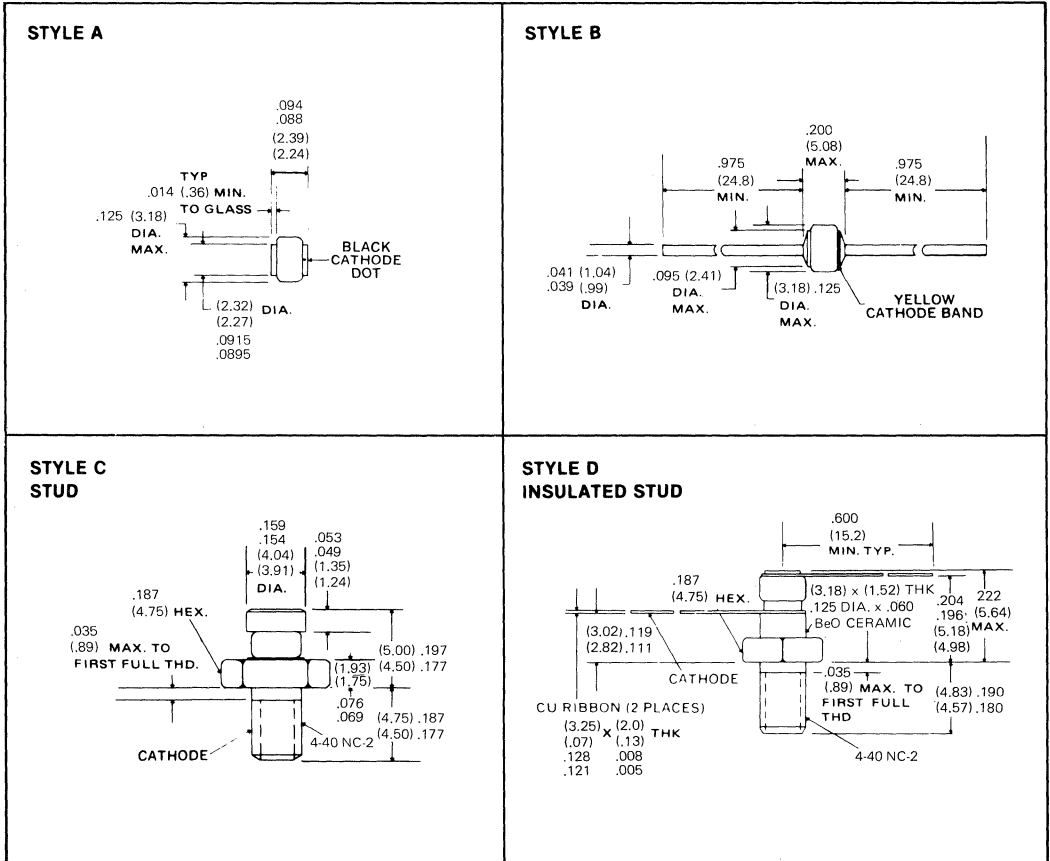 STYLE A
.094
.088
(2.39)
(2.24)
TYP
.014 (.36) MIN.
TO GLASS
.125 (3.18)
DIA.
MAX.
BLACK
CATHODE
DOT
(2.32) DIA.
(2.27)
.0915
.0895
STYLE B
.200
(5.08)
MAX.
.975
(24.8)
MIN.
.975
(24.8)
MIN.
.041 (1.04)
.039 (.99)
DIA.
.095 (2.41)
DIA.
MAX.
(3.18) .125
DIA.
MAX.
YELLOW
CATHODE BAND
STYLE C
STUD
.159
.154
(4.04)
(3.91)
DIA.
.053
.049
(1.35)
(1.24)
.187
(4.75) HEX.
.035
(.89) MAX. TO
FIRST FULL THD.
(5.00) .197
(4.50) .177
(1.93)
(1.75)
.076
.069
(4.75) .187
(4.50) .177
4-40 NC-2
CATHODE
STYLE D
INSULATED STUD
.600
(15.2)
MIN. TYP.
.187
(4.75) HEX.
(3.18) x (1.52) THK
.125 DIA. x .060
BeO CERAMIC
.204
.196
(5.18)
(4.98)
.222
(5.64)
MAX.
(3.02) .119
(2.82) .111
CATHODE
.035
(.89) MAX. TO
FIRST FULL
THD
(4.83) .190
(4.57) .180
CU RIBBON (2 PLACES)
(3.25) X (2.0) THK
(.07) (.13)
.128 .008
.121 .005
4-40 NC-2